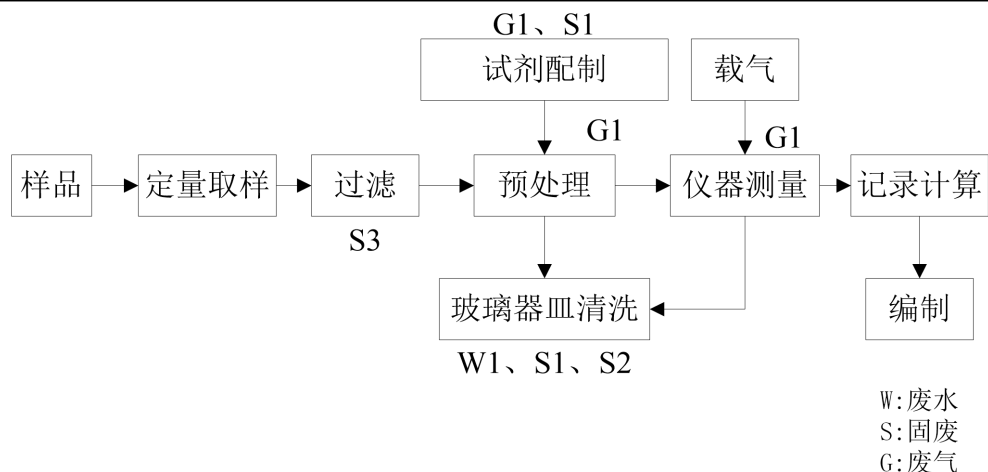 G1、S1
试剂配制
载气
G1
G1
样品
定量取样
过滤
预处理
仪器测量
记录计算
S3
玻璃器皿清洗
编制
W1、S1、S2
W:废水
S:固废
G:废气